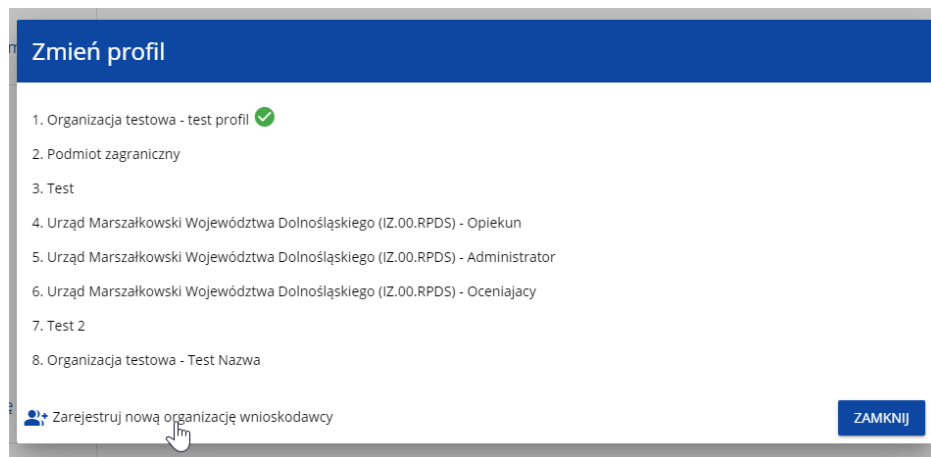 Zmień profil
1. Organizacja testowa - test profil
2. Podmiot zagraniczny
3. Test
4. Urząd Marszałkowski Województwa Dolnośląskiego (IZ.00.RPDS) - Opiekun
5. Urząd Marszałkowski Województwa Dolnośląskiego (IZ.00.RPDS) - Administrator
6. Urząd Marszałkowski Województwa Dolnośląskiego (IZ.00.RPDS) - Oceniajacy
7. Test 2
8. Organizacja testowa - Test Nazwa
Zarejestruj nową organizację wnioskodawcy
ZAMKNIJ